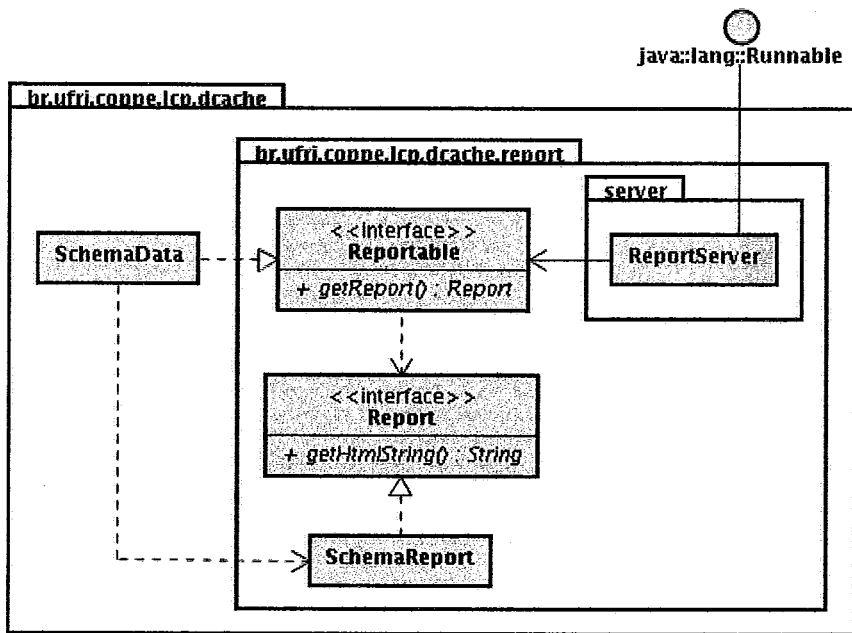 java::lang::Runnable
br.ufrj.coppe.lcp.dcache
br.ufrj.coppe.lcp.dcache.report
server
<<interface>>
Reportable
+ getReport() : Report
SchemaData
ReportServer
<<interface>>
Report
+ getHtmlString() : String
SchemaReport